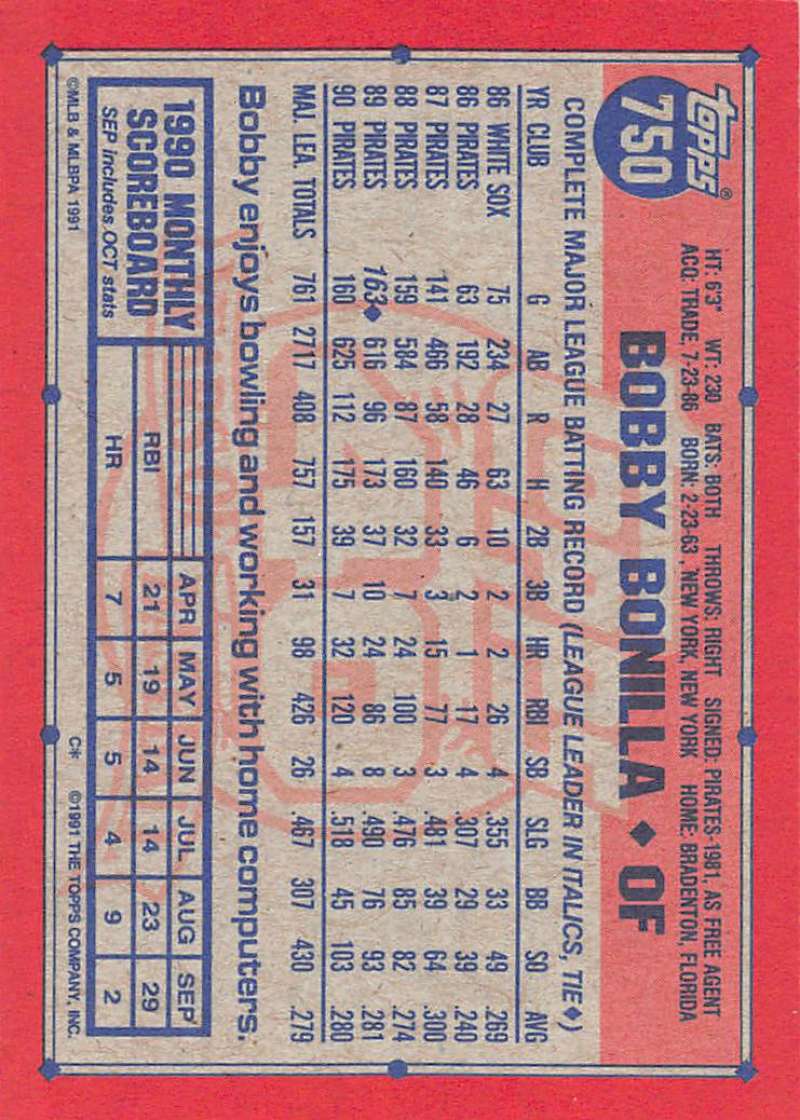 TOPPS®
750
HT: 6'3" WT: 230 BATS: BOTH THROWS: RIGHT SIGNED: PIRATES-1981, AS FREE AGENT
ACQ: TRADE, 7-23-86 BORN: 2-23-63, NEW YORK, NEW YORK HOME: BRADENTON, FLORIDA
BOBBY BONILLA ♦ OF
COMPLETE MAJOR LEAGUE BATTING RECORD (LEAGUE LEADER IN ITALICS, TIE♦)
YR CLUB G AB R H 2B 3B HR RBI SB SLG BB SO AVG
86 WHITE SOX 75 234 27 63 10 2 2 26 4 .355 33 49 .269
86 PIRATES 63 192 28 46 6 2 1 17 4 .307 29 39 .240
87 PIRATES 141 466 58 140 33 3 15 77 3 .481 39 64 .300
88 PIRATES 159 584 87 160 32 7 24 100 3 .476 85 82 .274
89 PIRATES 163♦ 616 96 173 37 10 24 86 8 .490 76 93 .281
90 PIRATES 160 625 112 175 39 7 32 120 4 .518 45 103 .280
MAJ. LEA. TOTALS 761 2717 408 757 157 31 98 426 26 .467 307 430 .279
Bobby enjoys bowling and working with home computers.
1990 MONTHLY
SCOREBOARD
SEP includes OCT stats
APR MAY JUN JUL AUG SEP
RBI 21 19 14 14 23 29
HR 7 5 5 4 9 2
©MLB & MLBPA 1991 C* ©1991 THE TOPPS COMPANY, INC.